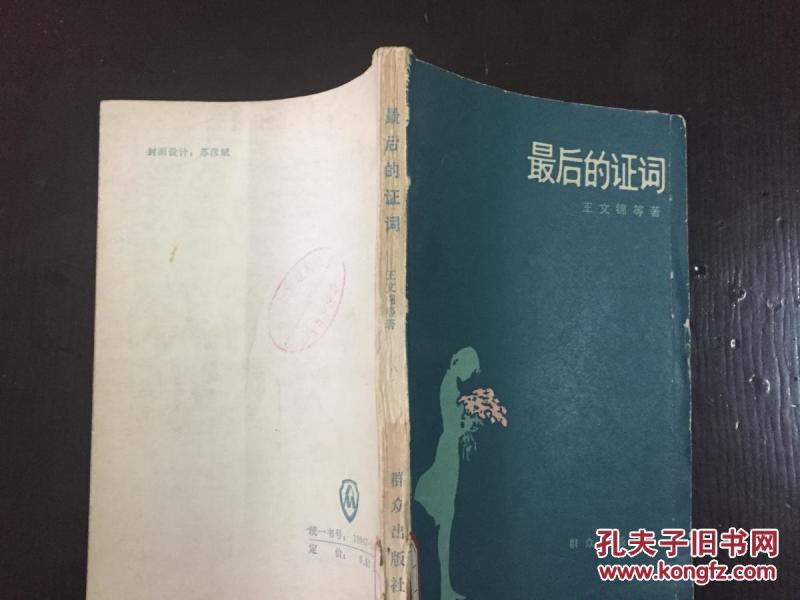 封面设计：苏彦斌
统一书号：
定 价：
最后的证词
王文锦等著
群众出版社
最后的证词
王文锦等著
群众
孔夫子旧书网
www.kongfz.com